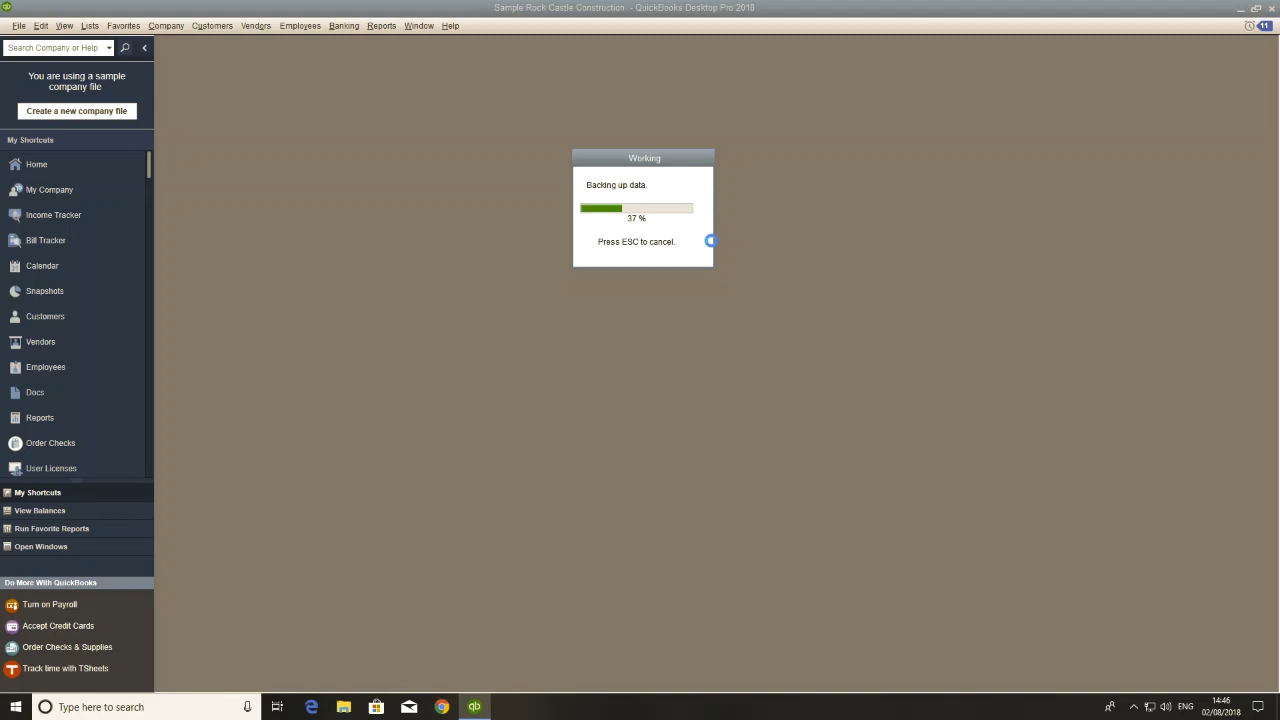 qb
Sample Rock Castle Construction  - QuickBooks Desktop Pro 2018
File Edit View Lists Favorites Company Customers Vendors Employees Banking Reports Window Help
11
Search Company or Help
You are using a sample
company file
Create a new company file
My Shortcuts
Home
My Company
Income Tracker
Bill Tracker
Calendar
Snapshots
Customers
Vendors
Employees
Docs
Reports
Order Checks
User Licenses
My Shortcuts
View Balances
Run Favorite Reports
Open Windows
Do More With QuickBooks
Turn on Payroll
Accept Credit Cards
Order Checks & Supplies
Track time with TSheets
Working
Backing up data.
37 %
Press ESC to cancel.
Type here to search
qb
ENG
14:46
02/08/2018